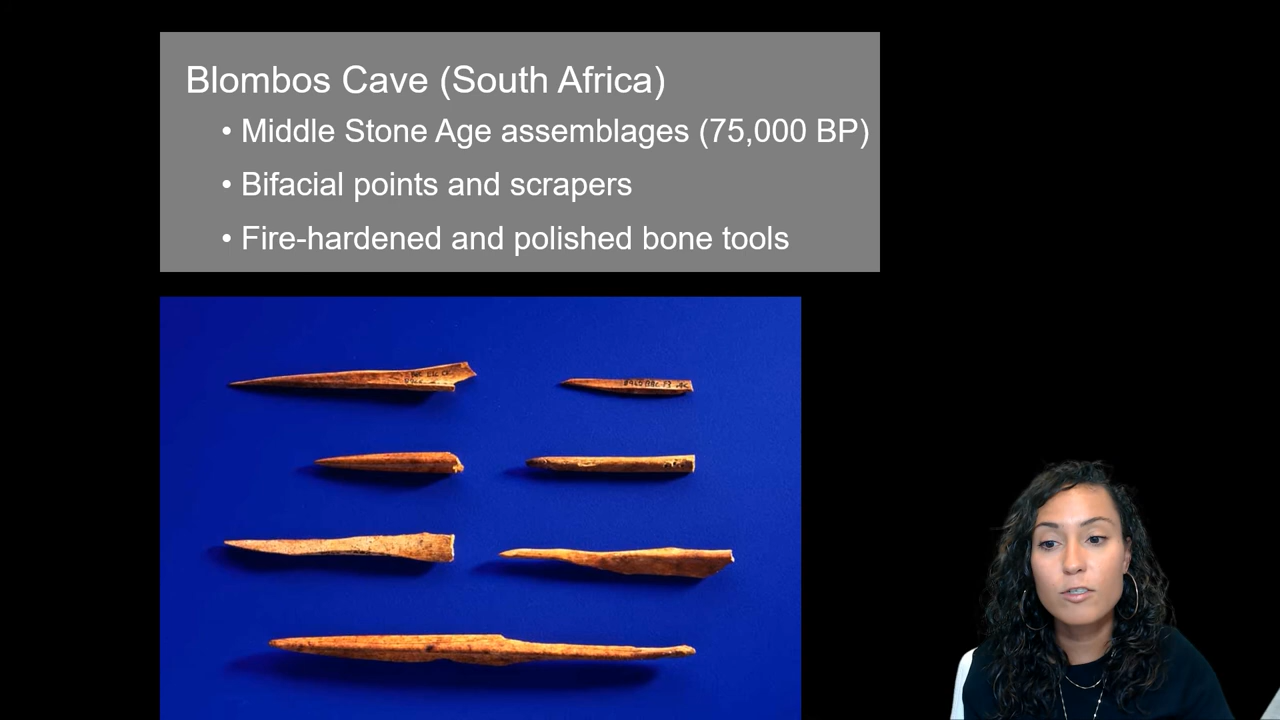 Blombos Cave (South Africa)
• Middle Stone Age assemblages (75,000 BP)
• Bifacial points and scrapers
• Fire-hardened and polished bone tools